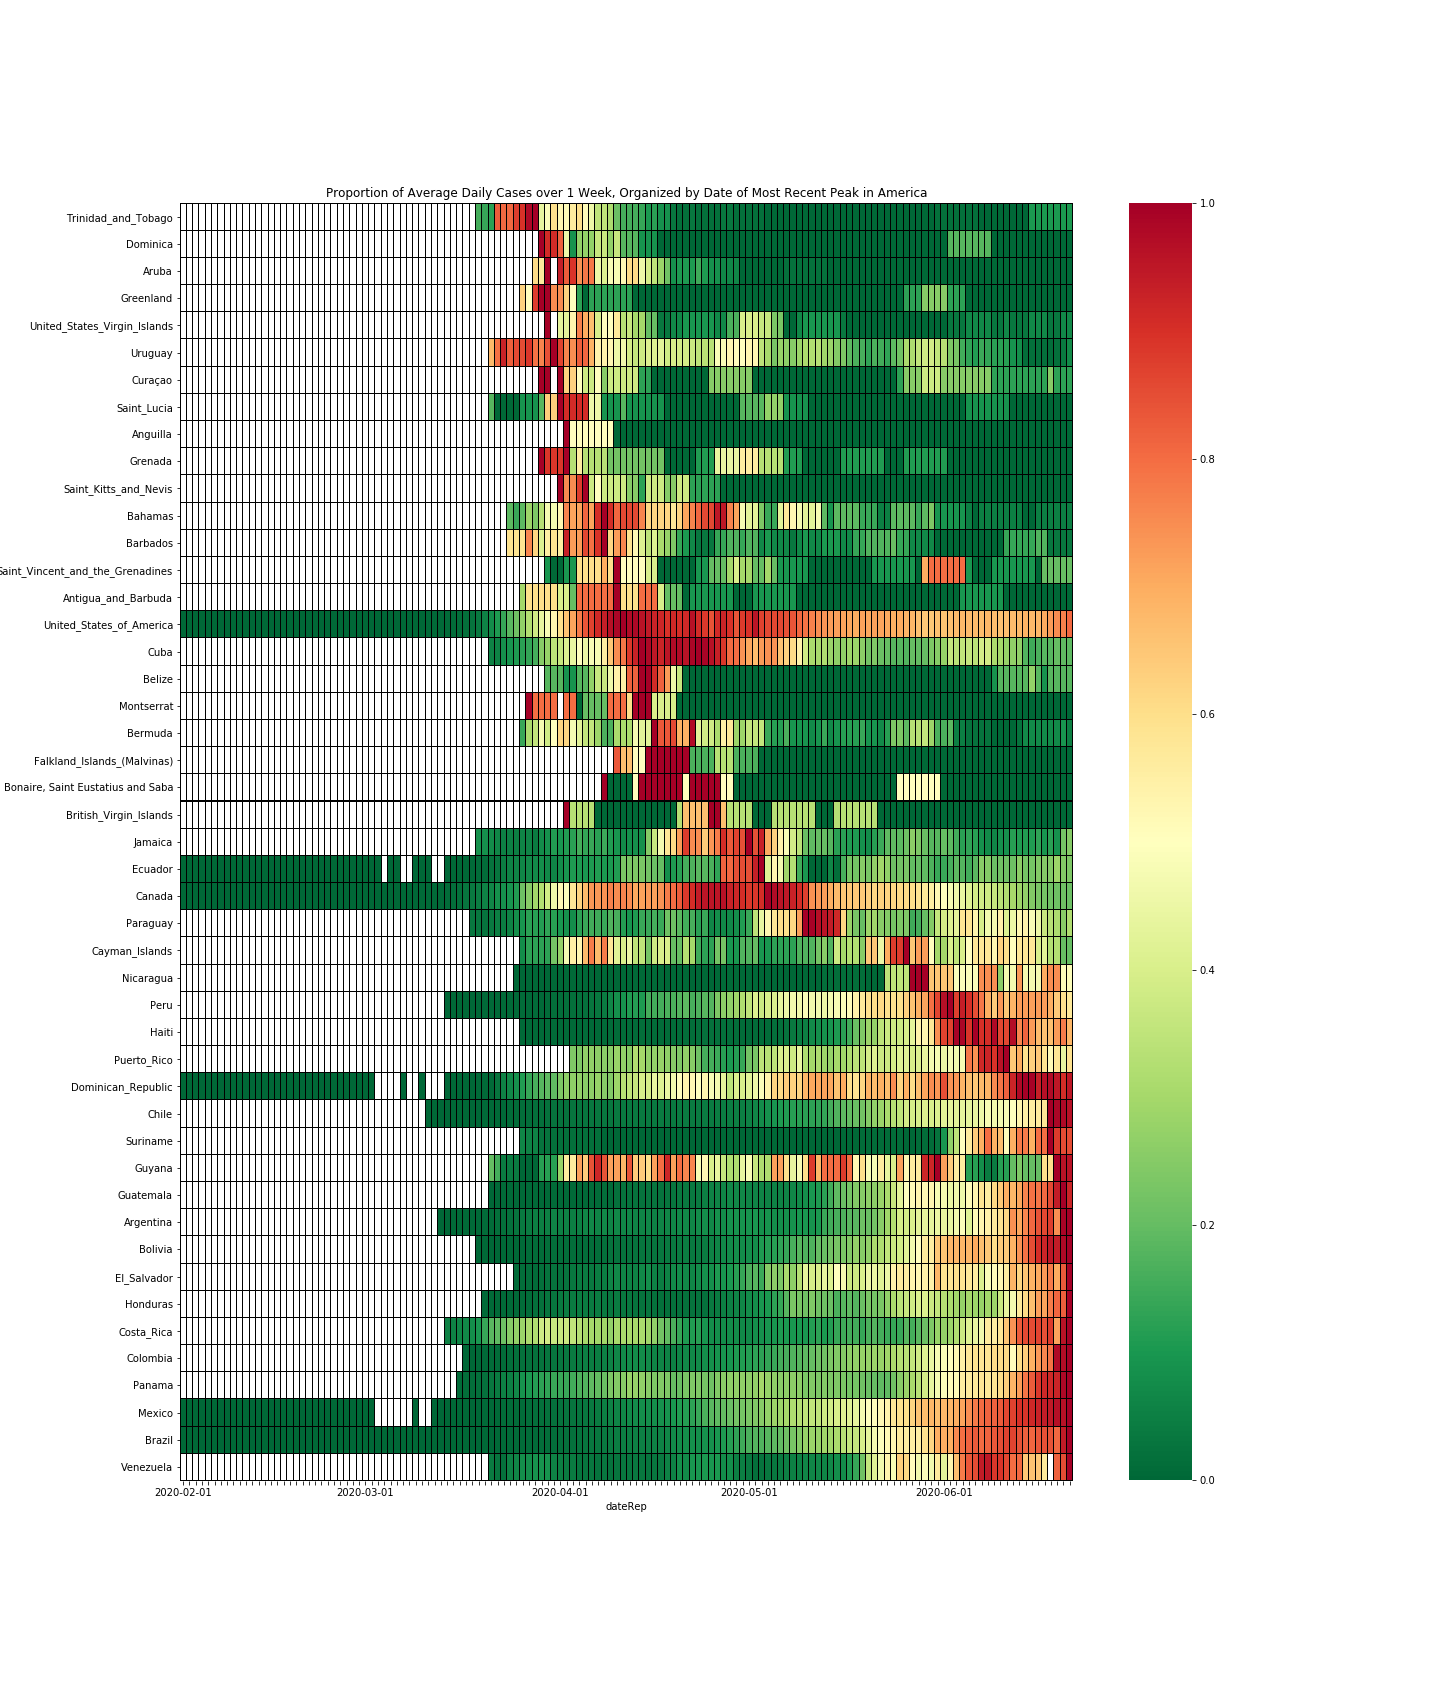 Proportion of Average Daily Cases over 1 Week, Organized by Date of Most Recent Peak in America
Trinidad_and_Tobago
Dominica
Aruba
Greenland
United_States_Virgin_Islands
Uruguay
Curaçao
Saint_Lucia
Anguilla
Grenada
Saint_Kitts_and_Nevis
Bahamas
Barbados
Saint_Vincent_and_the_Grenadines
Antigua_and_Barbuda
United_States_of_America
Cuba
Belize
Montserrat
Bermuda
Falkland_Islands_(Malvinas)
Bonaire, Saint Eustatius and Saba
British_Virgin_Islands
Jamaica
Ecuador
Canada
Paraguay
Cayman_Islands
Nicaragua
Peru
Haiti
Puerto_Rico
Dominican_Republic
Chile
Suriname
Guyana
Guatemala
Argentina
Bolivia
El_Salvador
Honduras
Costa_Rica
Colombia
Panama
Mexico
Brazil
Venezuela
2020-02-01 2020-03-01 2020-04-01 2020-05-01 2020-06-01
dateRep
1.0
0.8
0.6
0.4
0.2
0.0